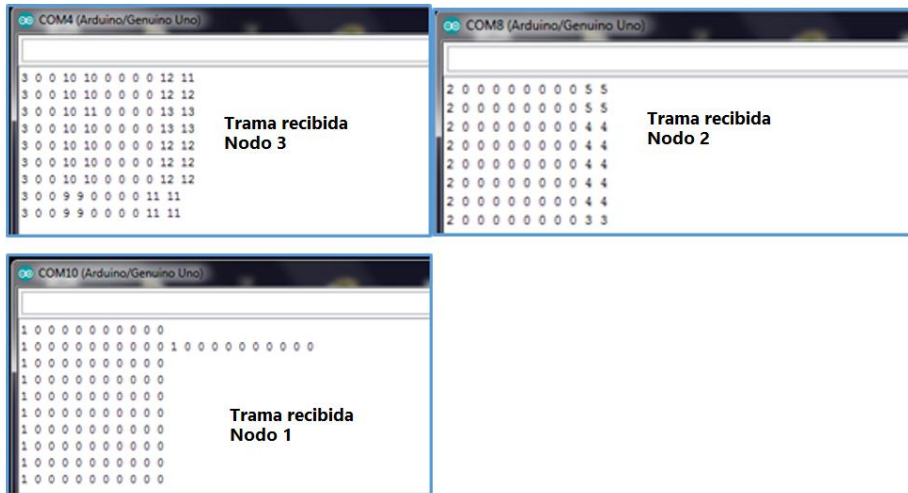 COM4 (Arduino/Genuino Uno)
3 0 0 10 10 0 0 0 0 12 11
3 0 0 10 10 0 0 0 0 12 12
3 0 0 10 11 0 0 0 0 13 13
3 0 0 10 10 0 0 0 0 13 13
3 0 0 10 10 0 0 0 0 12 12
3 0 0 10 10 0 0 0 0 12 12
3 0 0 10 10 0 0 0 0 12 12
3 0 0 9 9 0 0 0 0 11 11
3 0 0 9 9 0 0 0 0 11 11
Trama recibida
Nodo 3
COM8 (Arduino/Genuino Uno)
2 0 0 0 0 0 0 0 0 5 5
2 0 0 0 0 0 0 0 0 5 5
2 0 0 0 0 0 0 0 0 4 4
2 0 0 0 0 0 0 0 0 4 4
2 0 0 0 0 0 0 0 0 4 4
2 0 0 0 0 0 0 0 0 4 4
2 0 0 0 0 0 0 0 0 4 4
2 0 0 0 0 0 0 0 0 3 3
Trama recibida
Nodo 2
COM10 (Arduino/Genuino Uno)
1 0 0 0 0 0 0 0 0 0 0
1 0 0 0 0 0 0 0 0 0 0 1 0 0 0 0 0 0 0 0 0 0
1 0 0 0 0 0 0 0 0 0 0
1 0 0 0 0 0 0 0 0 0 0
1 0 0 0 0 0 0 0 0 0 0
1 0 0 0 0 0 0 0 0 0 0
1 0 0 0 0 0 0 0 0 0 0
1 0 0 0 0 0 0 0 0 0 0
1 0 0 0 0 0 0 0 0 0 0
1 0 0 0 0 0 0 0 0 0 0
Trama recibida
Nodo 1